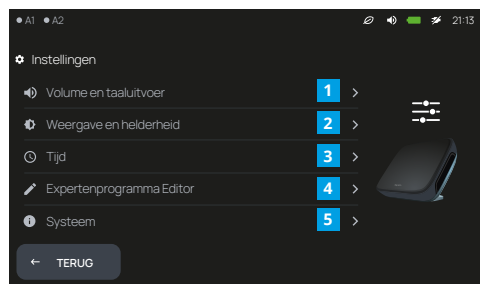 A1 A2 21:13
Instellingen
Volume en taaluitvoer 1
Weergave en helderheid 2
Tijd 3
Expertenprogramma Editor 4
Systeem 5
← TERUG